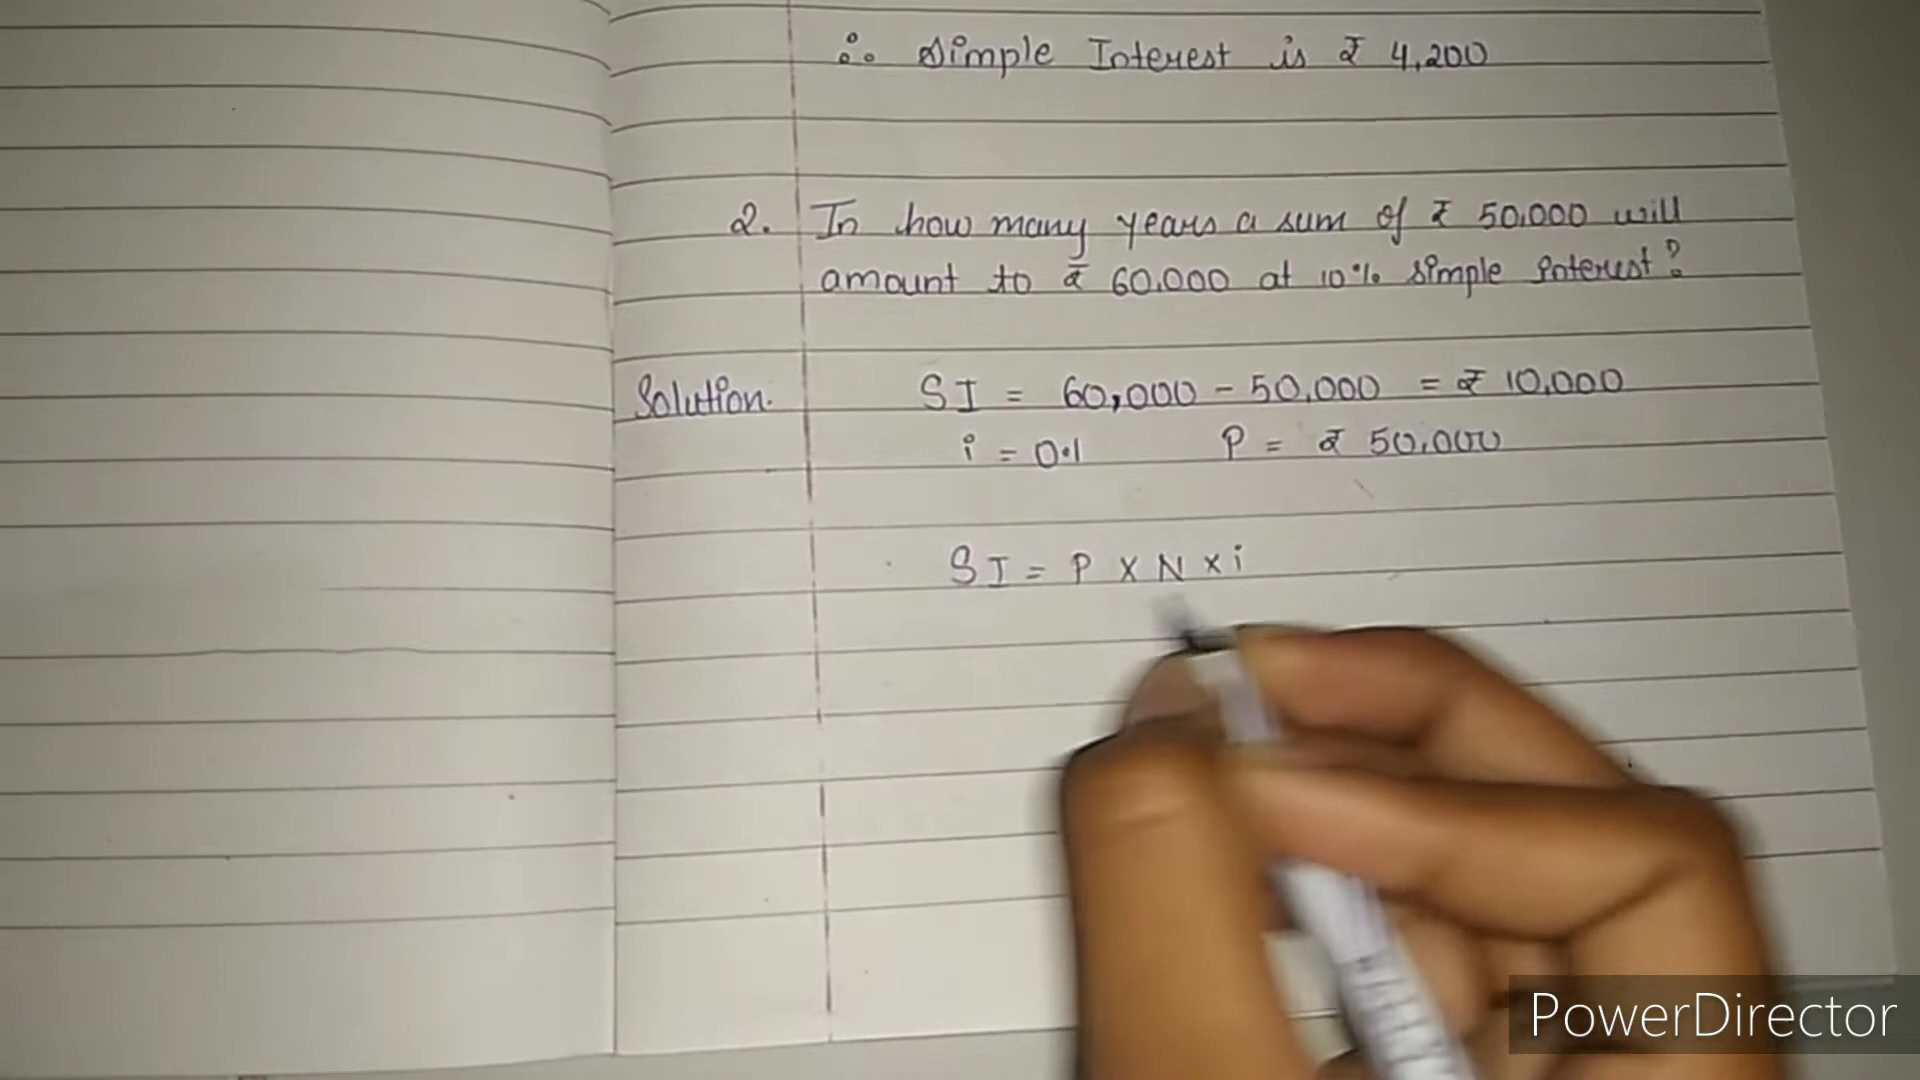 ∴ Simple Interest is ₹ 4,200
2. In how many years a sum of ₹ 50,000 will
amount to ₹ 60,000 at 10% simple interest?
Solution. SI = 60,000 - 50,000 = ₹ 10,000
i = 0.1 P = ₹ 50,000
SI = P × N × i
PowerDirector